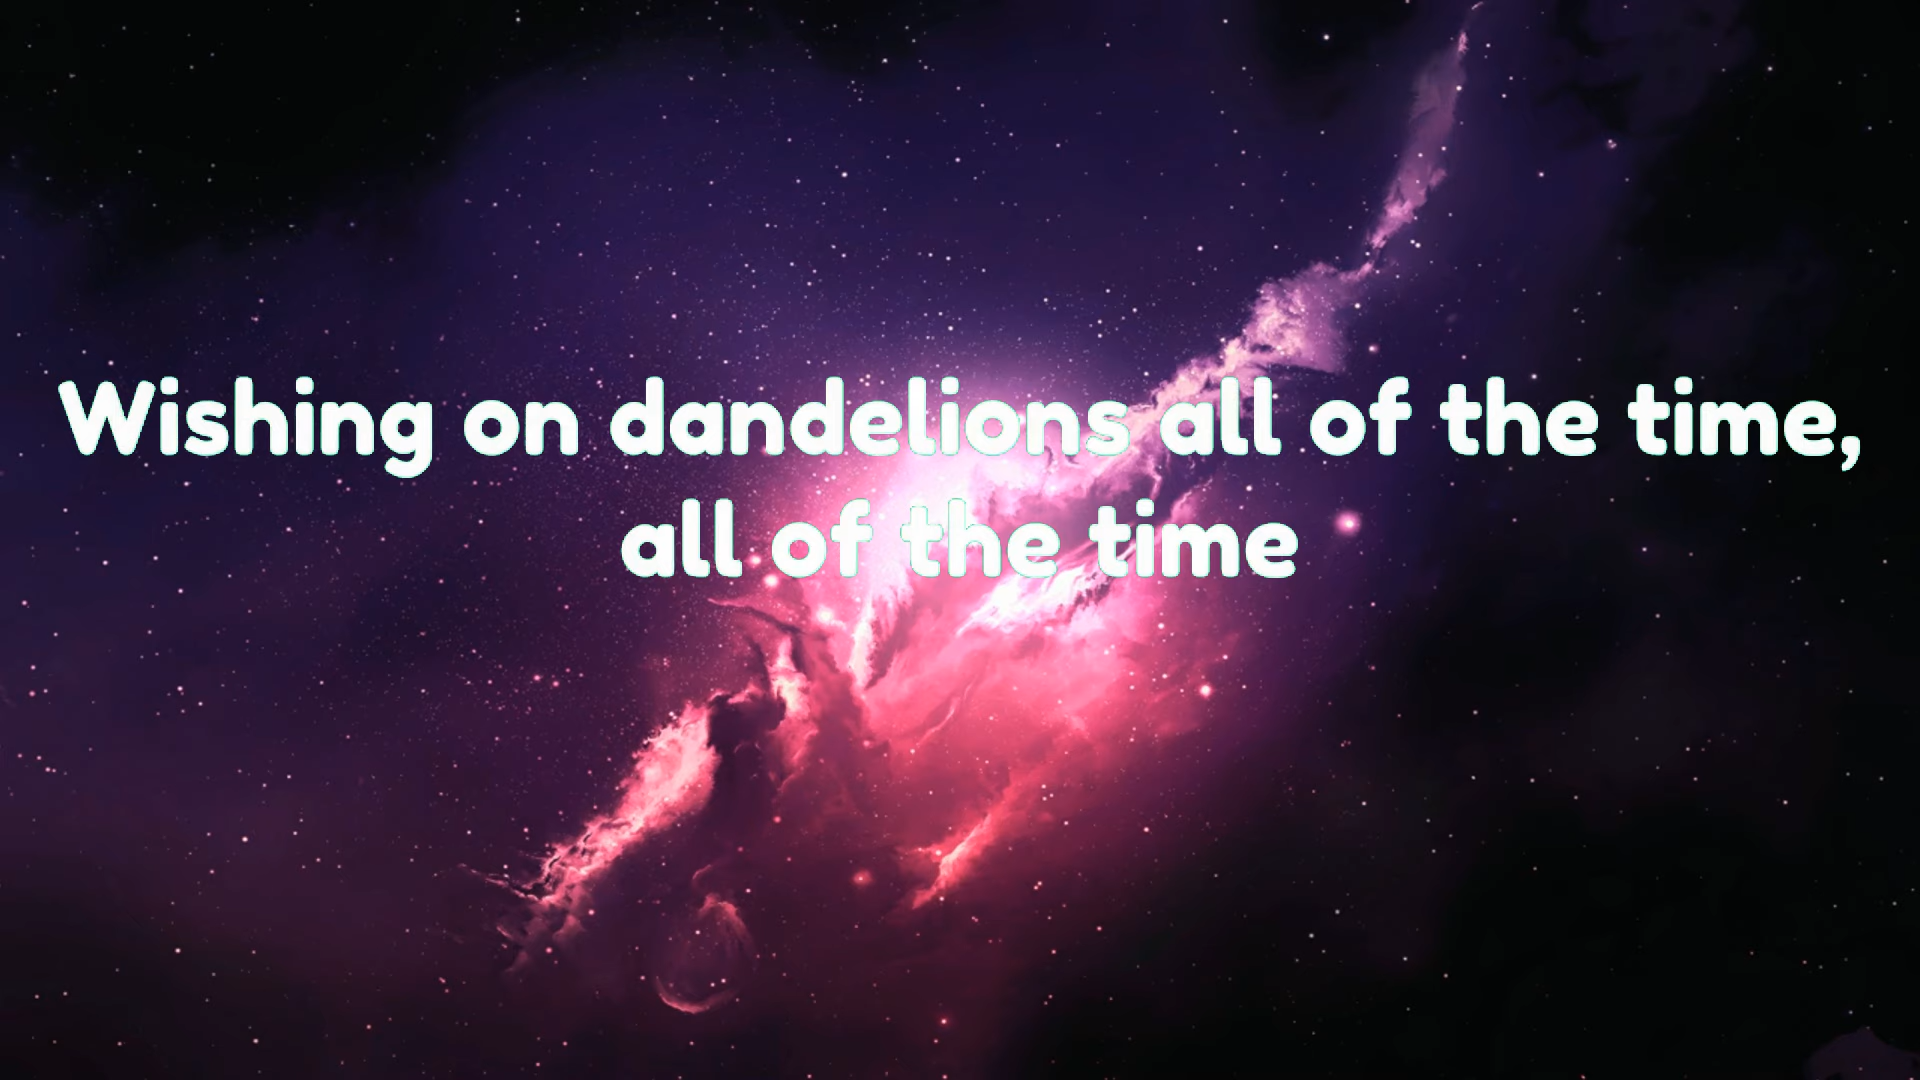 Wishing on dandelions all of the time,
all of the time